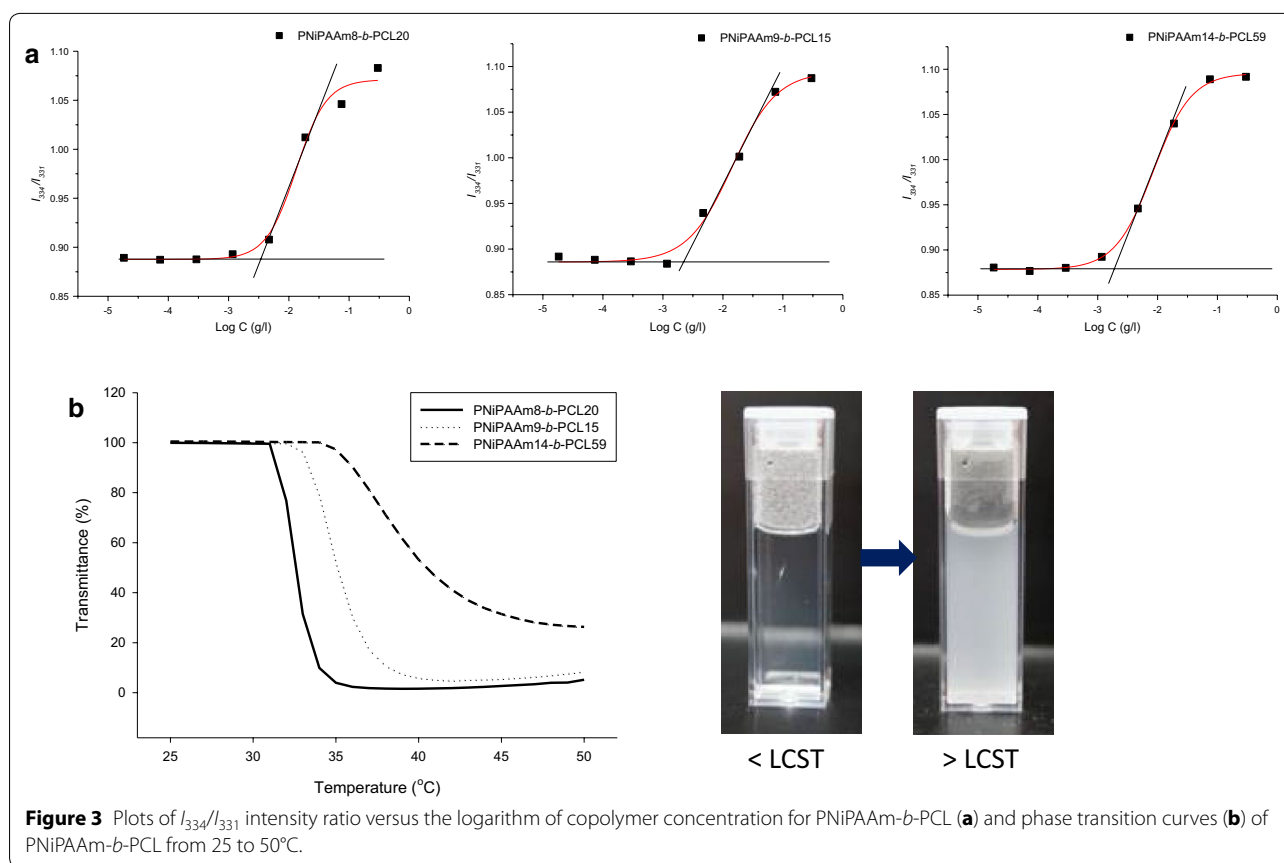 a
PNiPAAm8-b-PCL20
1.10
1.05
1.00
0.95
0.90
0.85
I334/I331
-5 -4 -3 -2 -1 0
Log C (g/l)
PNiPAAm9-b-PCL15
1.10
1.05
1.00
0.95
0.90
0.85
I334/I331
-5 -4 -3 -2 -1 0
Log C (g/l)
PNiPAAm14-b-PCL59
1.10
1.05
1.00
0.95
0.90
0.85
I334/I331
-5 -4 -3 -2 -1 0
Log C (g/l)
b
PNiPAAm8-b-PCL20
PNiPAAm9-b-PCL15
PNiPAAm14-b-PCL59
120
100
80
60
40
20
0
Transmittance (%)
25 30 35 40 45 50
Temperature (°C)
< LCST
> LCST
Figure 3 Plots of I334/I331 intensity ratio versus the logarithm of copolymer concentration for PNiPAAm-b-PCL (a) and phase transition curves (b) of
PNiPAAm-b-PCL from 25 to 50°C.